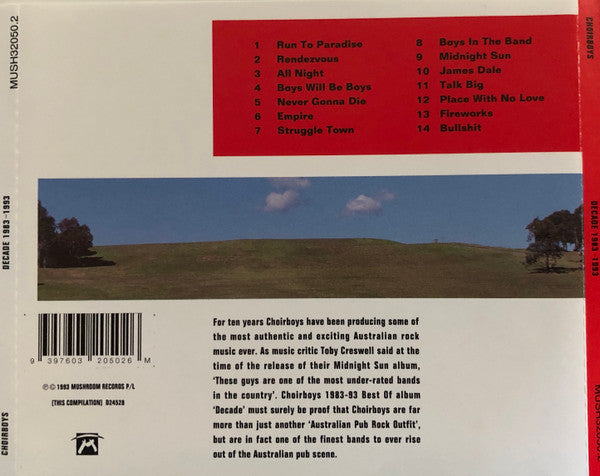 MUSH32050.2
DECADE 1983-1993
CHOIRBOYS
1 Run To Paradise
2 Rendezvous
3 All Night
4 Boys Will Be Boys
5 Never Gonna Die
6 Empire
7 Struggle Town
8 Boys In The Band
9 Midnight Sun
10 James Dale
11 Talk Big
12 Place With No Love
13 Fireworks
14 Bullshit
9 397603 205026 M
℗© 1993 MUSHROOM RECORDS P/L
(THIS COMPILATION) D24528
For ten years Choirboys have been producing some of
the most authentic and exciting Australian rock
music ever. As music critic Toby Creswell said at the
time of the release of their Midnight Sun album,
'These guys are one of the most under-rated bands
in the country'. Choirboys 1983-93 Best Of album
'Decade' must surely be proof that Choirboys are far
more than just another 'Australian Pub Rock Outfit',
but are in fact one of the finest bands to ever rise
out of the Australian pub scene.
CHOIRBOYS
DECADE 1983-1993
MUSH32050.2